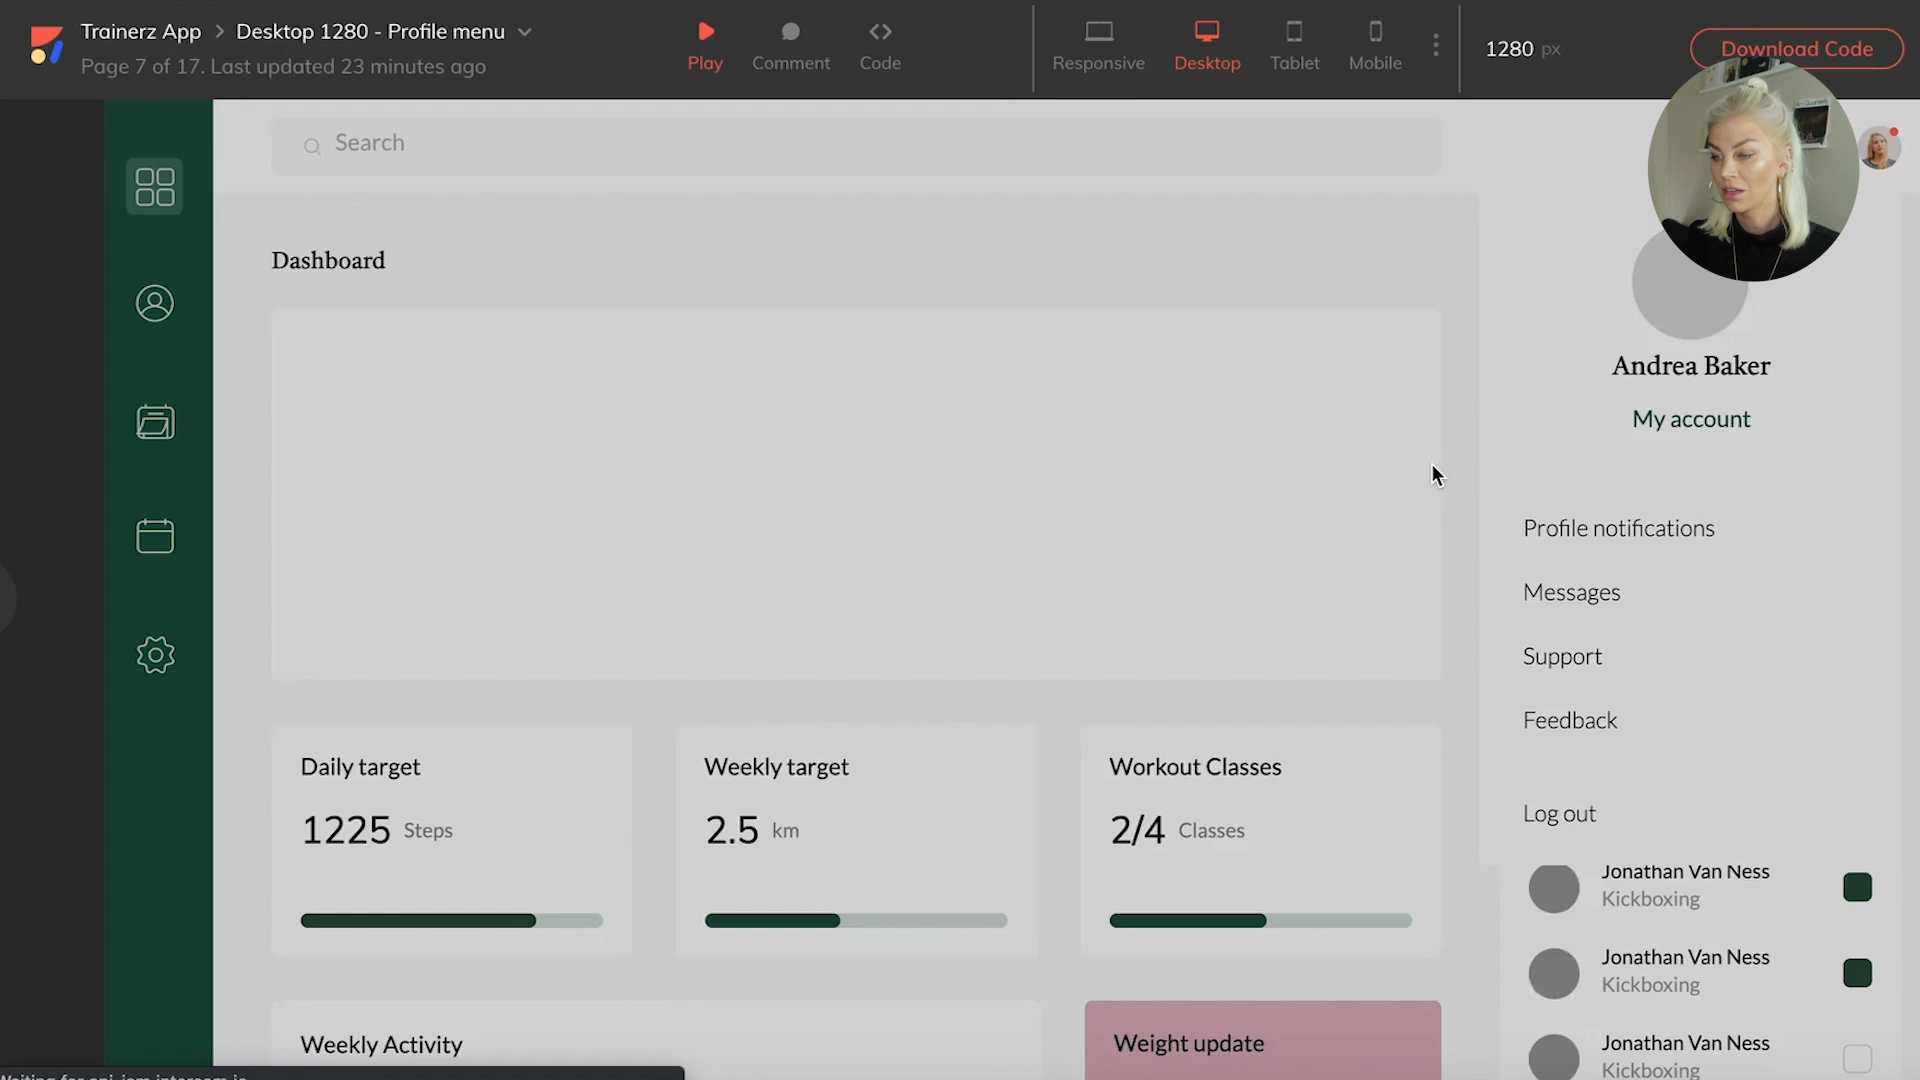 Trainerz App > Desktop 1280 - Profile menu
Page 7 of 17. Last updated 23 minutes ago
Play
Comment
Code
Responsive
Desktop
Tablet
Mobile
1280 px
Download Code
Search
Dashboard
Andrea Baker
My account
Profile notifications
Messages
Support
Feedback
Log out
Daily target
1225 Steps
Weekly target
2.5 km
Workout Classes
2/4 Classes
Jonathan Van Ness
Kickboxing
Jonathan Van Ness
Kickboxing
Jonathan Van Ness
Kickboxing
Weekly Activity
Weight update